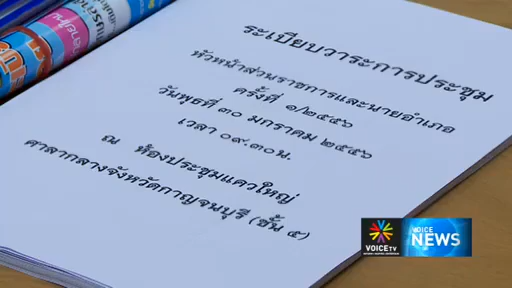 ระเบียบวาระการประชุม
หัวหน้าส่วนราชการและนายอำเภอ
ครั้งที่ ๑/๒๕๕๖
วันพุธที่ ๓๐ มกราคม ๒๕๕๖
เวลา ๐๙.๓๐น.
ณ ห้องประชุมแควใหญ่
ศาลากลางจังหวัดกาญจนบุรี (ชั้น ๕)
VOICE TV
VOICE
NEWS